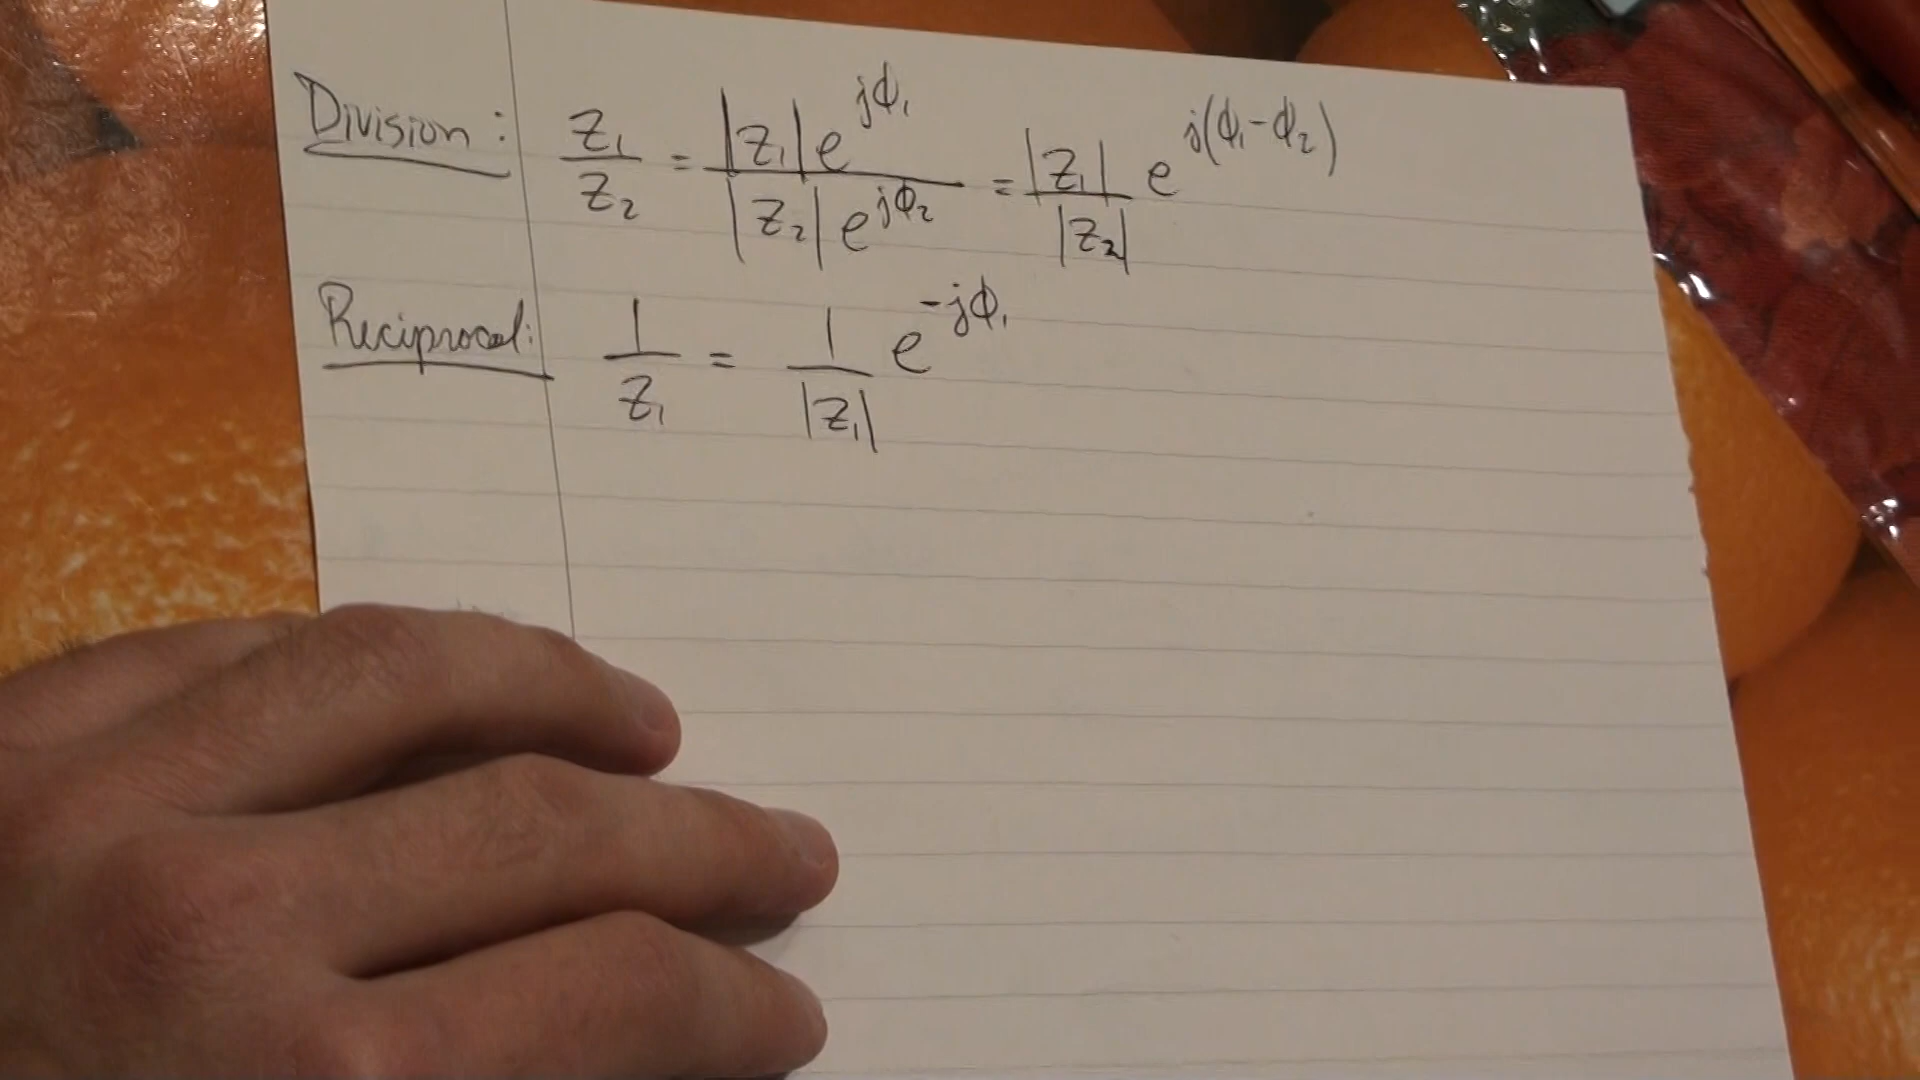 Division: z₁/z₂ = |z₁|e^{jϕ₁}/|z₂|e^{jϕ₂} = |z₁|/|z₂| e^{j(ϕ₁-ϕ₂)}
Reciprocal: 1/z₁ = 1/|z₁| e^{-jϕ₁}